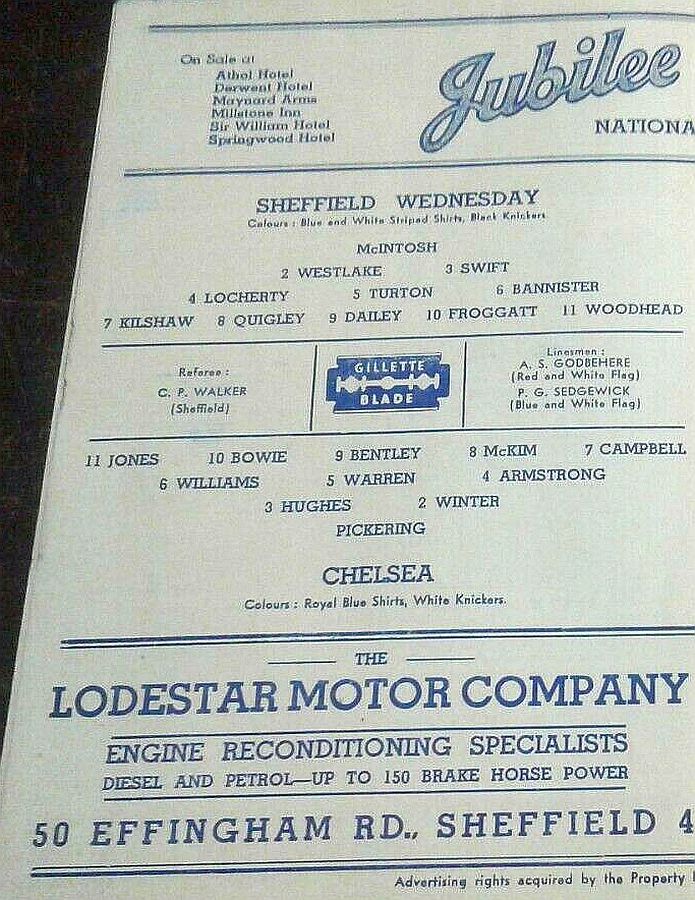 On Sale at
Athol Hotel
Derwent Hotel
Maynard Arms
Millstone Inn
Sir William Hotel
Springwood Hotel
Jubilee
NATIONA
SHEFFIELD WEDNESDAY
Colours : Blue and White Striped Shirts, Black Knickers
McINTOSH
2 WESTLAKE 3 SWIFT
4 LOCHERTY 5 TURTON 6 BANNISTER
7 KILSHAW 8 QUIGLEY 9 DAILEY 10 FROGGATT 11 WOODHEAD
Referee :
C. P. WALKER
(Sheffield)
GILLETTE
BLADE
Linesmen :
A. S. GODBEHERE
(Red and White Flag)
P. G. SEDGEWICK
(Blue and White Flag)
11 JONES 10 BOWIE 9 BENTLEY 8 McKIM 7 CAMPBELL
6 WILLIAMS 5 WARREN 4 ARMSTRONG
3 HUGHES 2 WINTER
PICKERING
CHELSEA
Colours : Royal Blue Shirts, White Knickers.
THE
LODESTAR MOTOR COMPANY
ENGINE RECONDITIONING SPECIALISTS
DIESEL AND PETROL—UP TO 150 BRAKE HORSE POWER
50 EFFINGHAM RD., SHEFFIELD 4
Advertising rights acquired by the Property